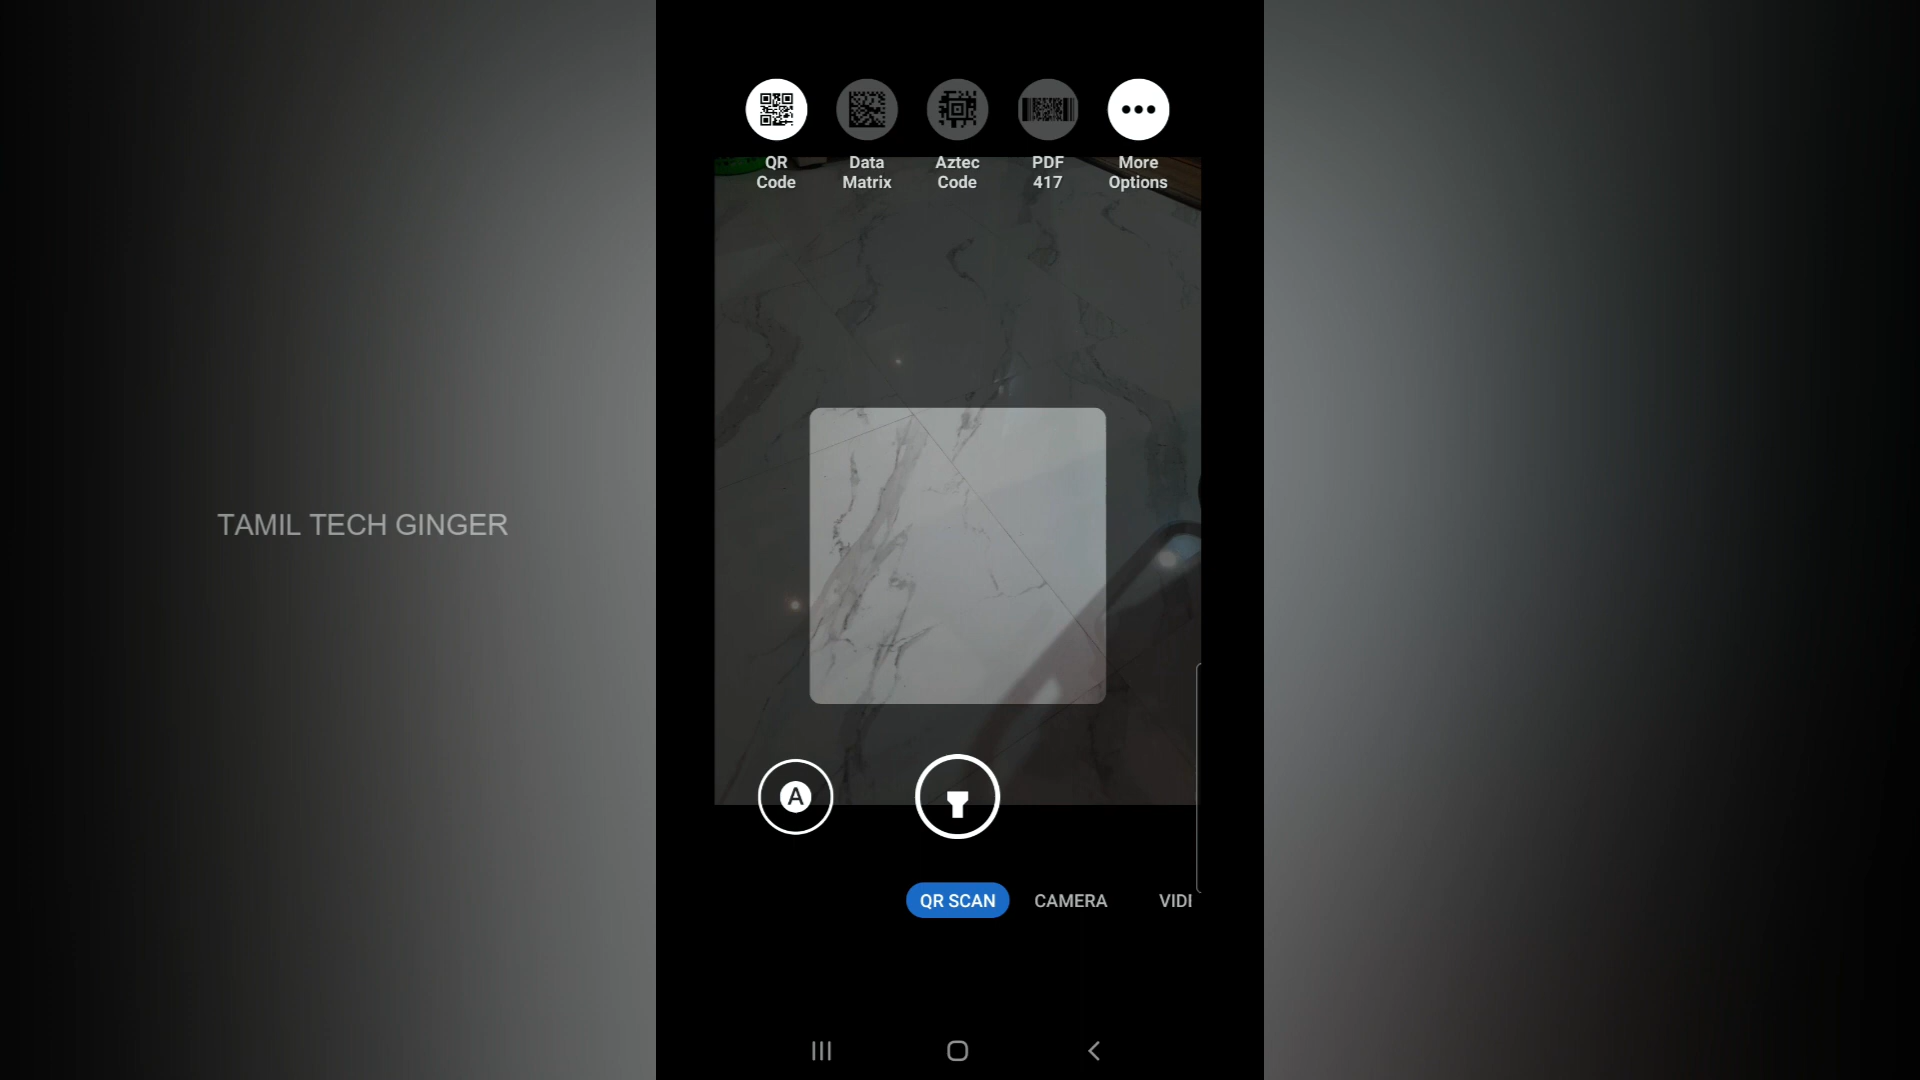 QR
Code
Data
Matrix
Aztec
Code
PDF
417
More
Options
TAMIL TECH GINGER
A
QR SCAN
CAMERA
VIDI